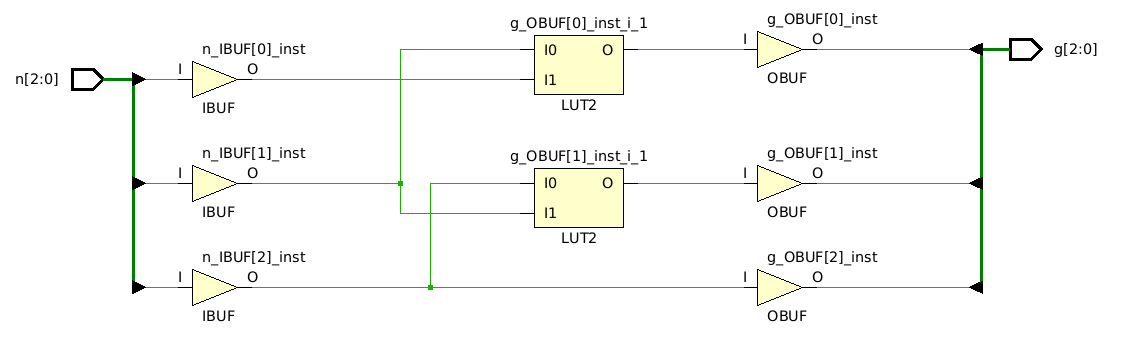 g_OBUF[0]_inst_i_1
g_OBUF[0]_inst
n_IBUF[0]_inst
I0 O
I O
n[2:0]
I O
I1
g[2:0]
OBUF
IBUF
LUT2
n_IBUF[1]_inst
g_OBUF[1]_inst_i_1
g_OBUF[1]_inst
I O
I0 O
I O
I1
IBUF
OBUF
LUT2
n_IBUF[2]_inst
g_OBUF[2]_inst
I O
I O
IBUF
OBUF